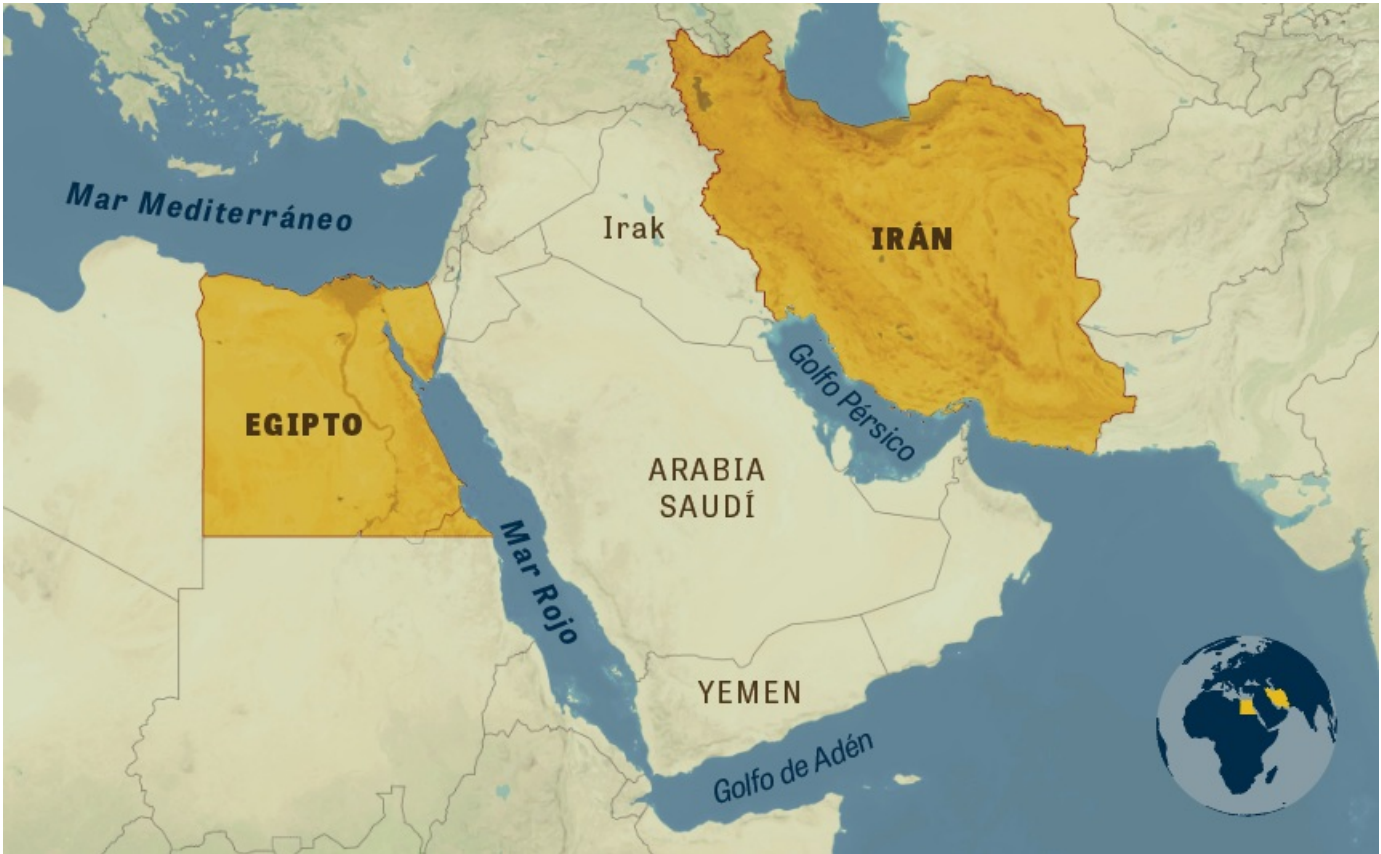 Mar Mediterráneo
Irak
IRÁN
Golfo Pérsico
EGIPTO
ARABIA
SAUDÍ
Mar Rojo
YEMEN
Golfo de Adén